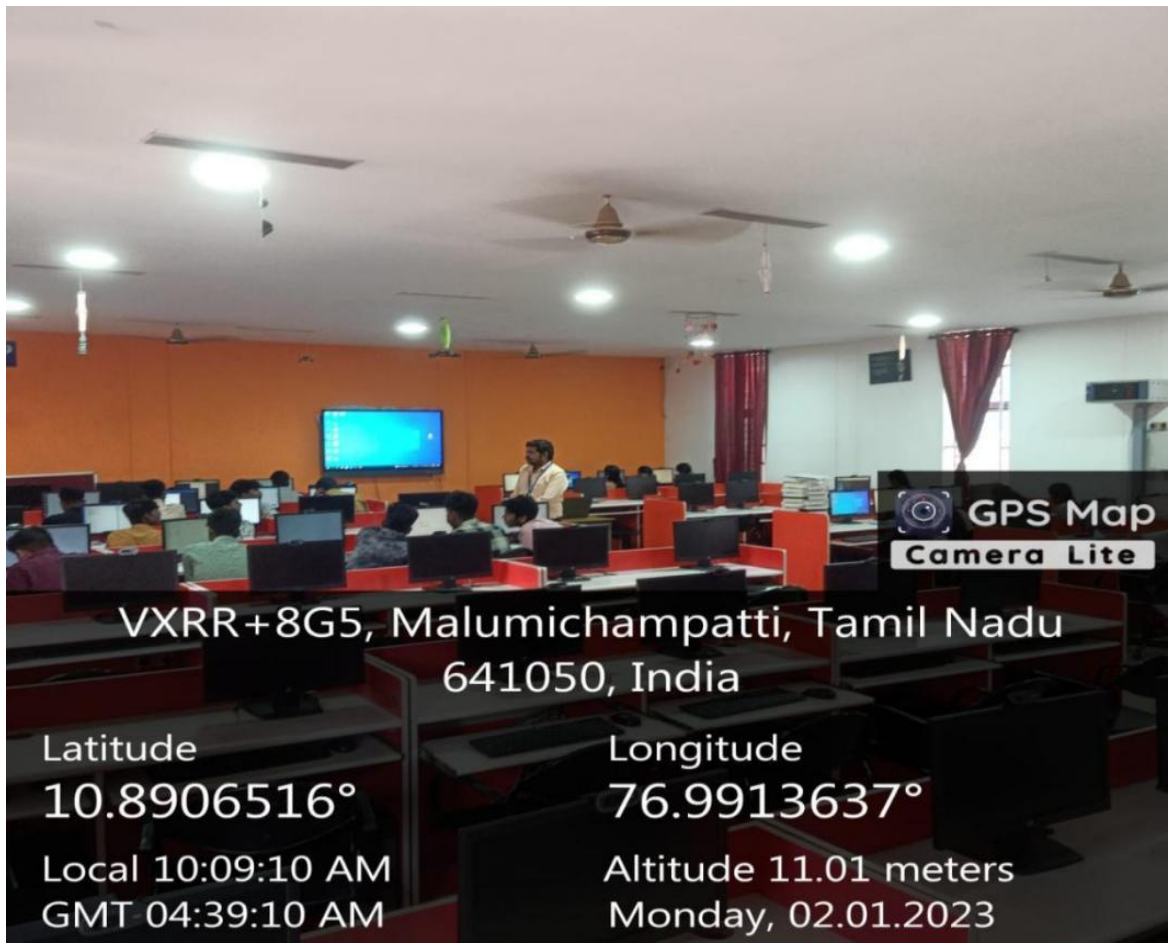 GPS Map
Camera Lite
VXRR+8G5, Malumichampatti, Tamil Nadu
641050, India
Latitude
10.8906516°
Longitude
76.9913637°
Local 10:09:10 AM
GMT 04:39:10 AM
Altitude 11.01 meters
Monday, 02.01.2023